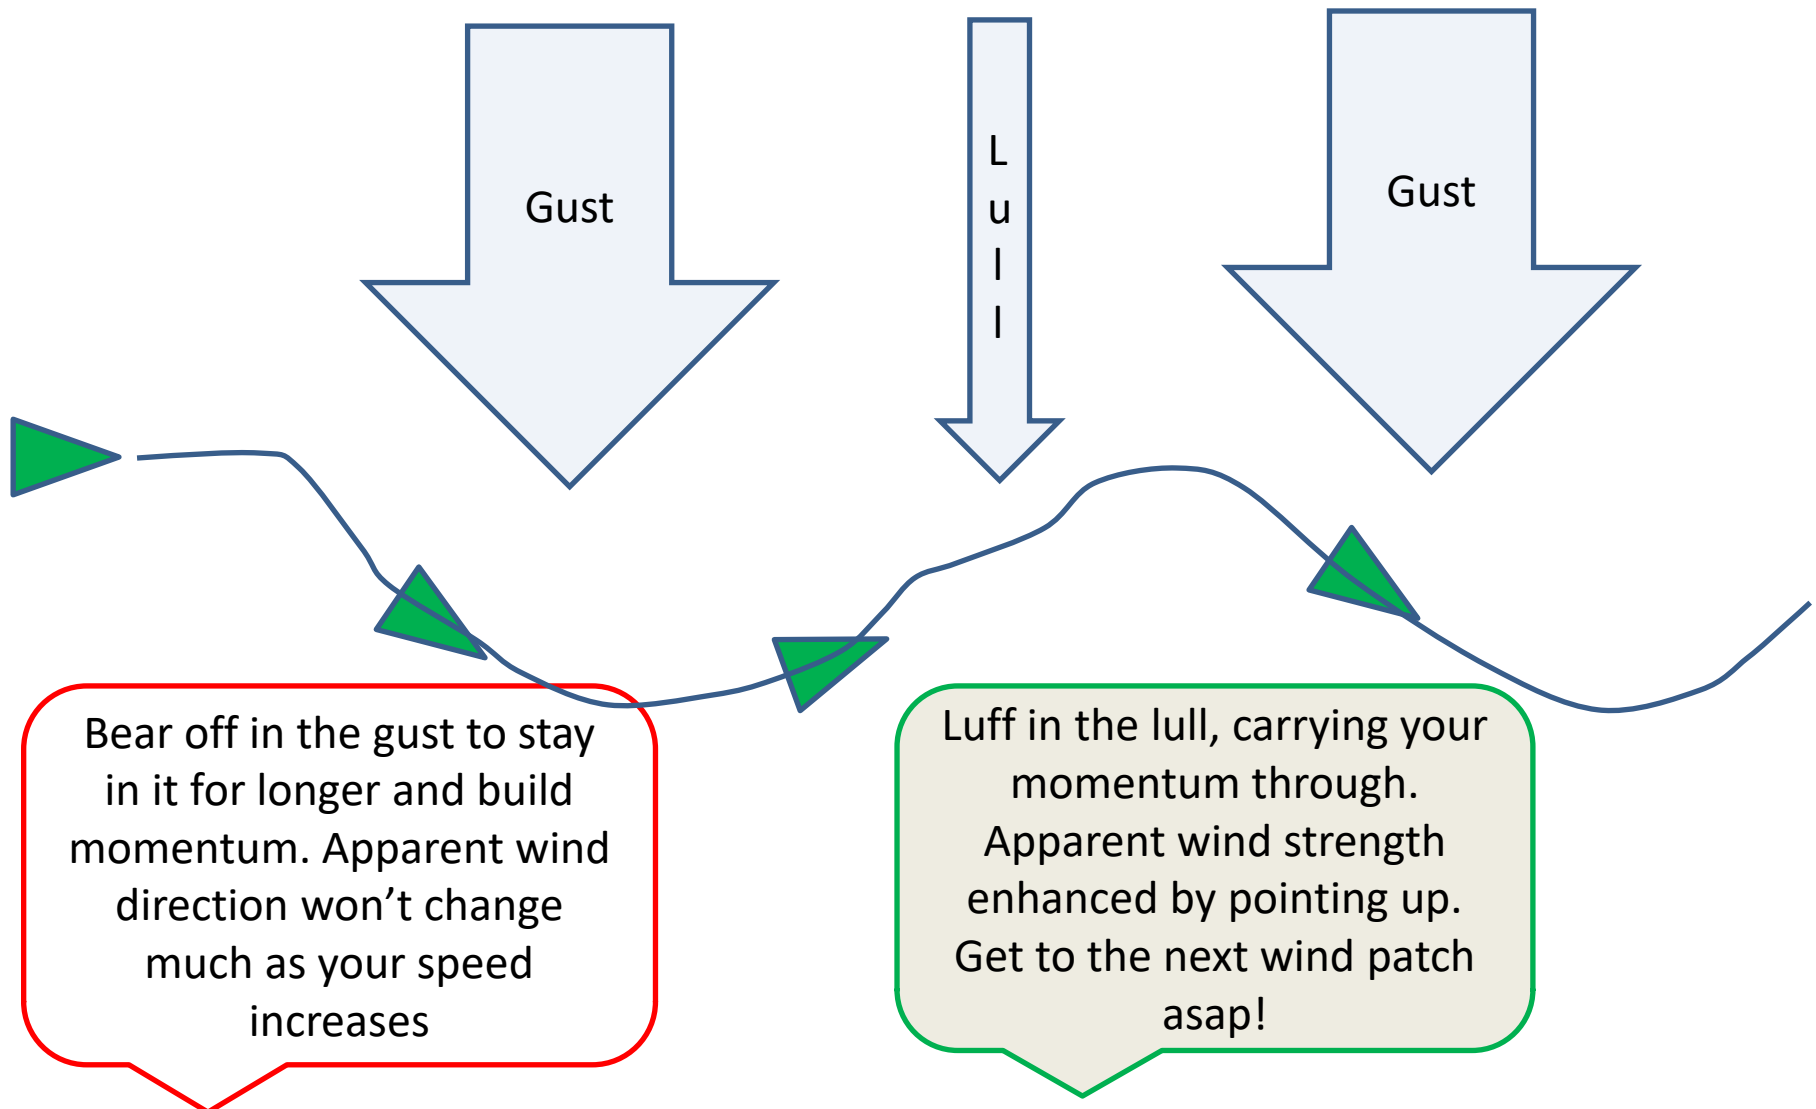 Gust
L
u
l
l
Gust
Bear off in the gust to stay
in it for longer and build
momentum. Apparent wind
direction won’t change
much as your speed
increases
Luff in the lull, carrying your
momentum through.
Apparent wind strength
enhanced by pointing up.
Get to the next wind patch
asap!